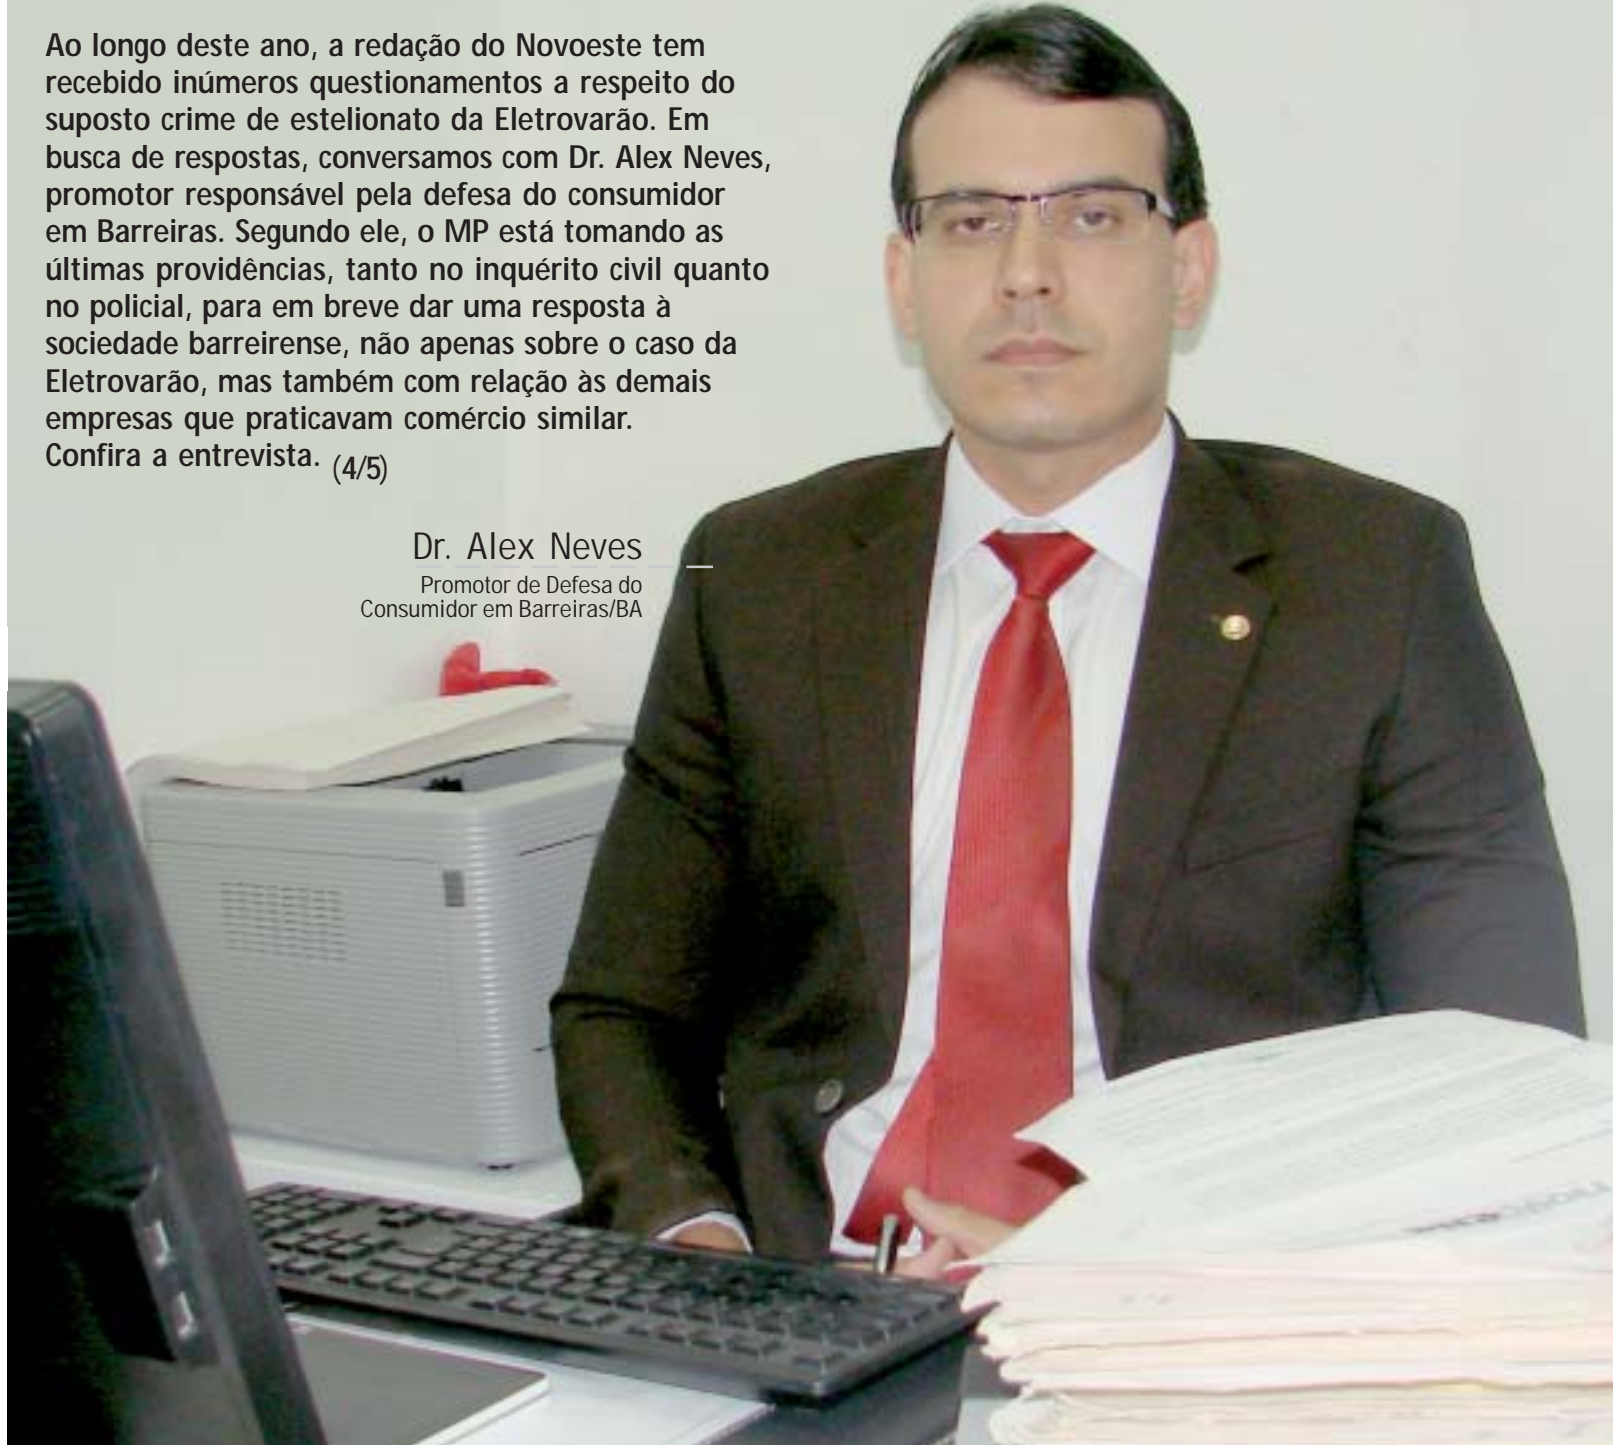 Ao longo deste ano, a redação do Novoeste tem
recebido inúmeros questionamentos a respeito do
suposto crime de estelionato da Eletrovarão. Em
busca de respostas, conversamos com Dr. Alex Neves,
promotor responsável pela defesa do consumidor
em Barreiras. Segundo ele, o MP está tomando as
últimas providências, tanto no inquérito civil quanto
no policial, para em breve dar uma resposta à
sociedade barreirense, não apenas sobre o caso da
Eletrovarão, mas também com relação às demais
empresas que praticavam comércio similar.
Confira a entrevista. (4/5)
Dr. Alex Neves
Promotor de Defesa do
Consumidor em Barreiras/BA